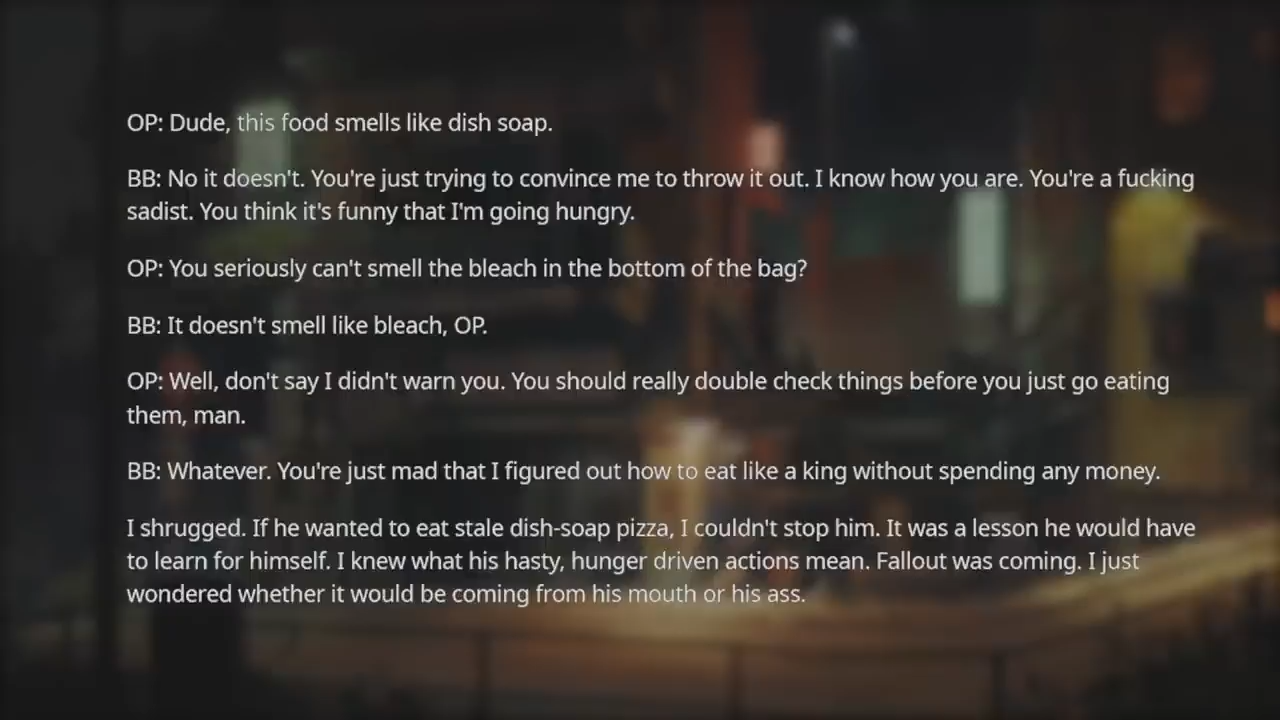 OP: Dude, this food smells like dish soap.
BB: No it doesn't. You're just trying to convince me to throw it out. I know how you are. You're a fucking
sadist. You think it's funny that I'm going hungry.
OP: You seriously can't smell the bleach in the bottom of the bag?
BB: It doesn't smell like bleach, OP.
OP: Well, don't say I didn't warn you. You should really double check things before you just go eating
them, man.
BB: Whatever. You're just mad that I figured out how to eat like a king without spending any money.
I shrugged. If he wanted to eat stale dish-soap pizza, I couldn't stop him. It was a lesson he would have
to learn for himself. I knew what his hasty, hunger driven actions mean. Fallout was coming. I just
wondered whether it would be coming from his mouth or his ass.